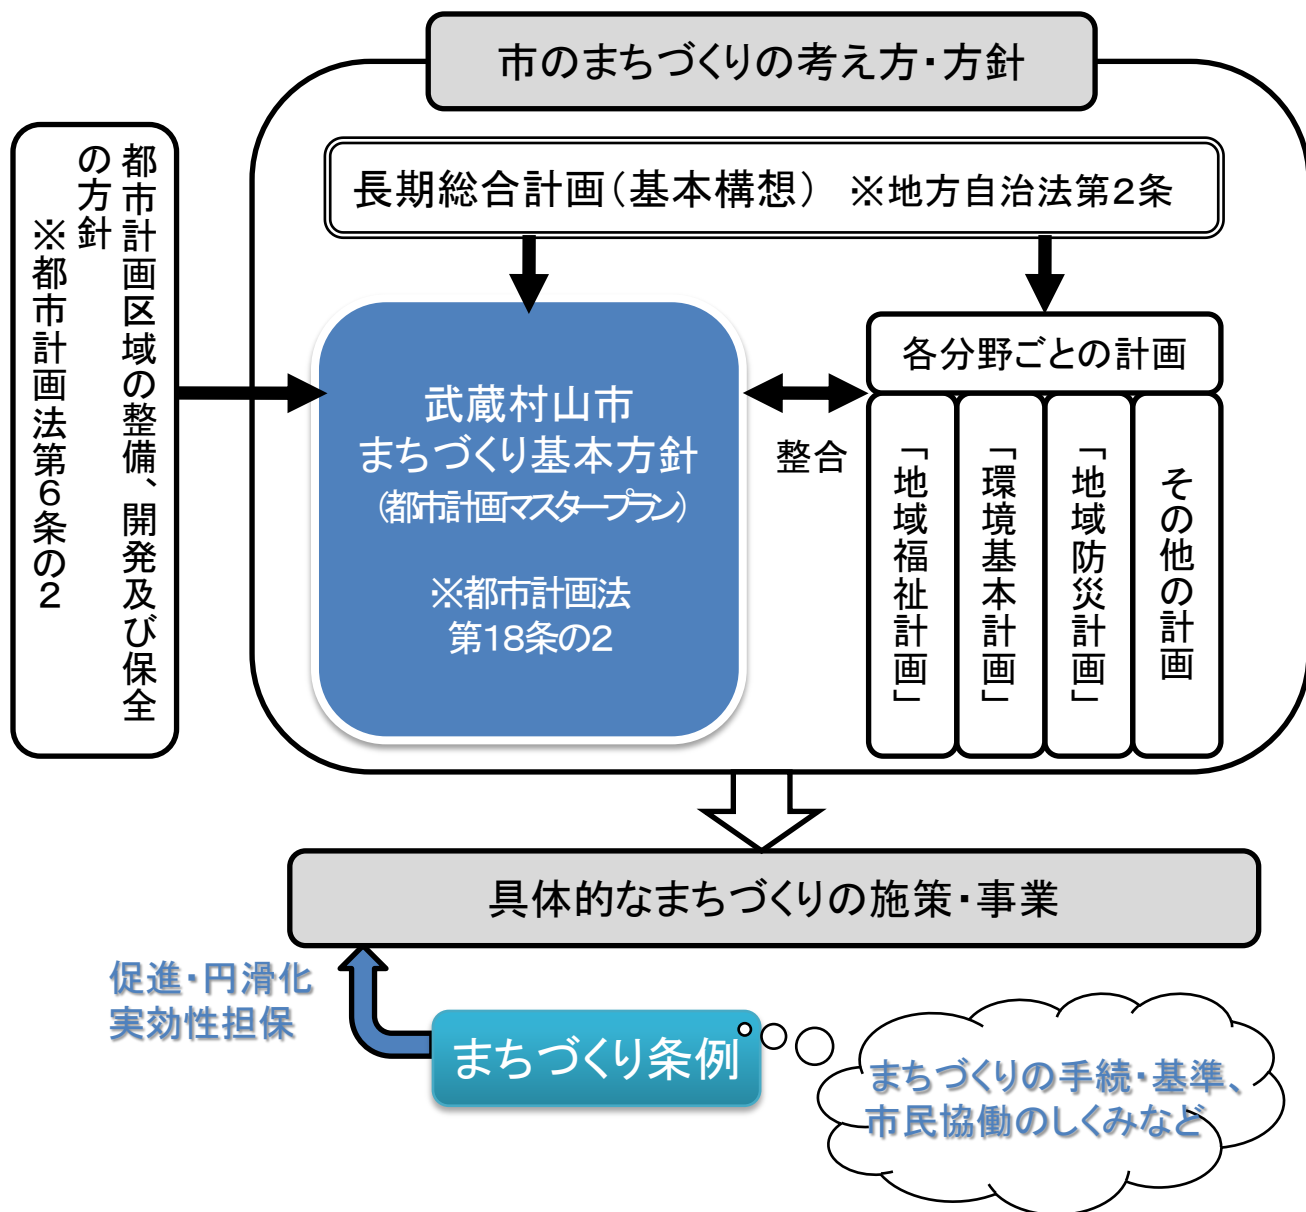 市のまちづくりの考え方・方針
長期総合計画（基本構想） ※地方自治法第２条
都市計画区域の整備、開発及び保全
の方針
※都市計画法第６条の２
武蔵村山市
まちづくり基本方針
（都市計画マスタープラン）
※都市計画法
第18条の２
整合
各分野ごとの計画
「地域福祉計画」
「環境基本計画」
「地域防災計画」
その他の計画
具体的なまちづくりの施策・事業
促進・円滑化
実効性担保
まちづくり条例
まちづくりの手続・基準、
市民協働のしくみなど